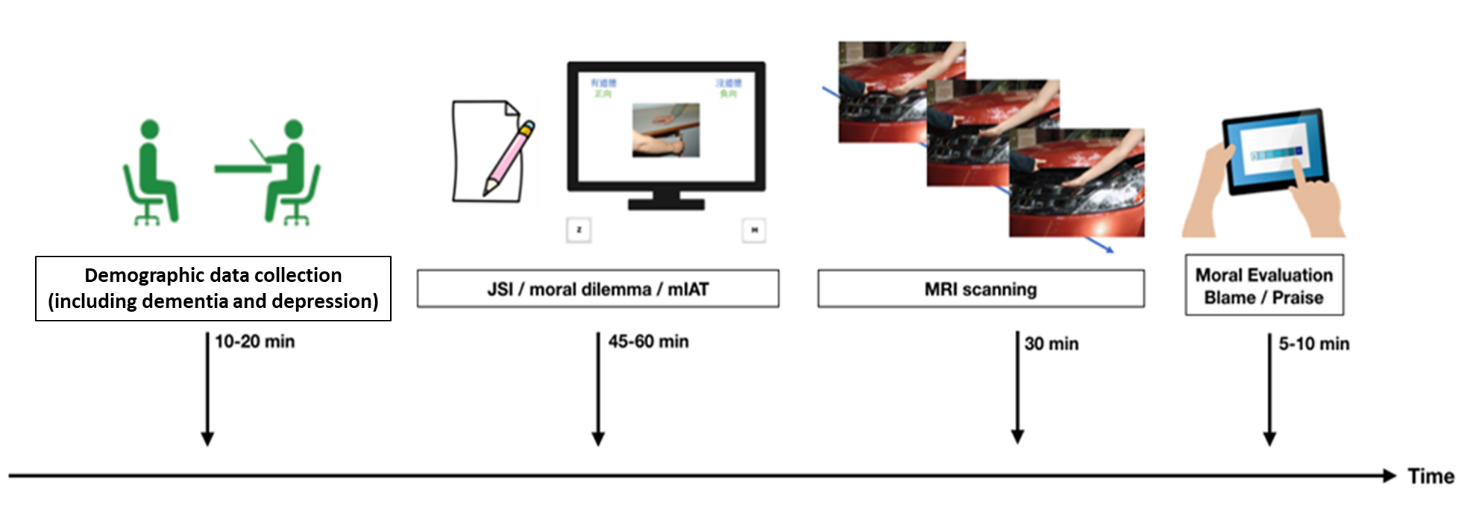 有道德
正向
沒道德
負向
Z
M
Demographic data collection
(including dementia and depression)
JSI / moral dilemma / mIAT
MRI scanning
Moral Evaluation
Blame / Praise
10-20 min
45-60 min
30 min
5-10 min
Time